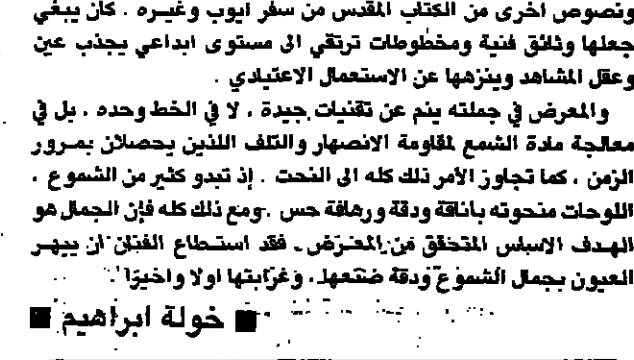 ونصوص اخرى من الكتاب المقدس من سفر ايوب وغيره . كان يبغي
جعلها وثائق فنية ومخطوطات ترتقي الى مستوى ابداعي يجذب عين
وعقل المشاهد وينزهها عن الاستعمال الاعتيادي .
والمعرض في جملته ينم عن تقنيات جيدة ، لا في الخط وحده ، بل في
معالجة مادة الشمع لمقاومة الانصهار والتلف اللذين يحصلان بمرور
الزمن ، كما تجاوز الأمر ذلك كله الى النحت . إذ تبدو كثير من الشموع ،
اللوحات منحوته بأناقة ودقة ورهافة حس . ومع ذلك كله فإن الجمال هو
الهدف الاساس المتحقق من المعرض . فقد استطاع الفنان ان يبهر
العيون بجمال الشموع ودقة صنعها ، وغرابتها اولا واخيرا .
■ خولة ابراهيم ■